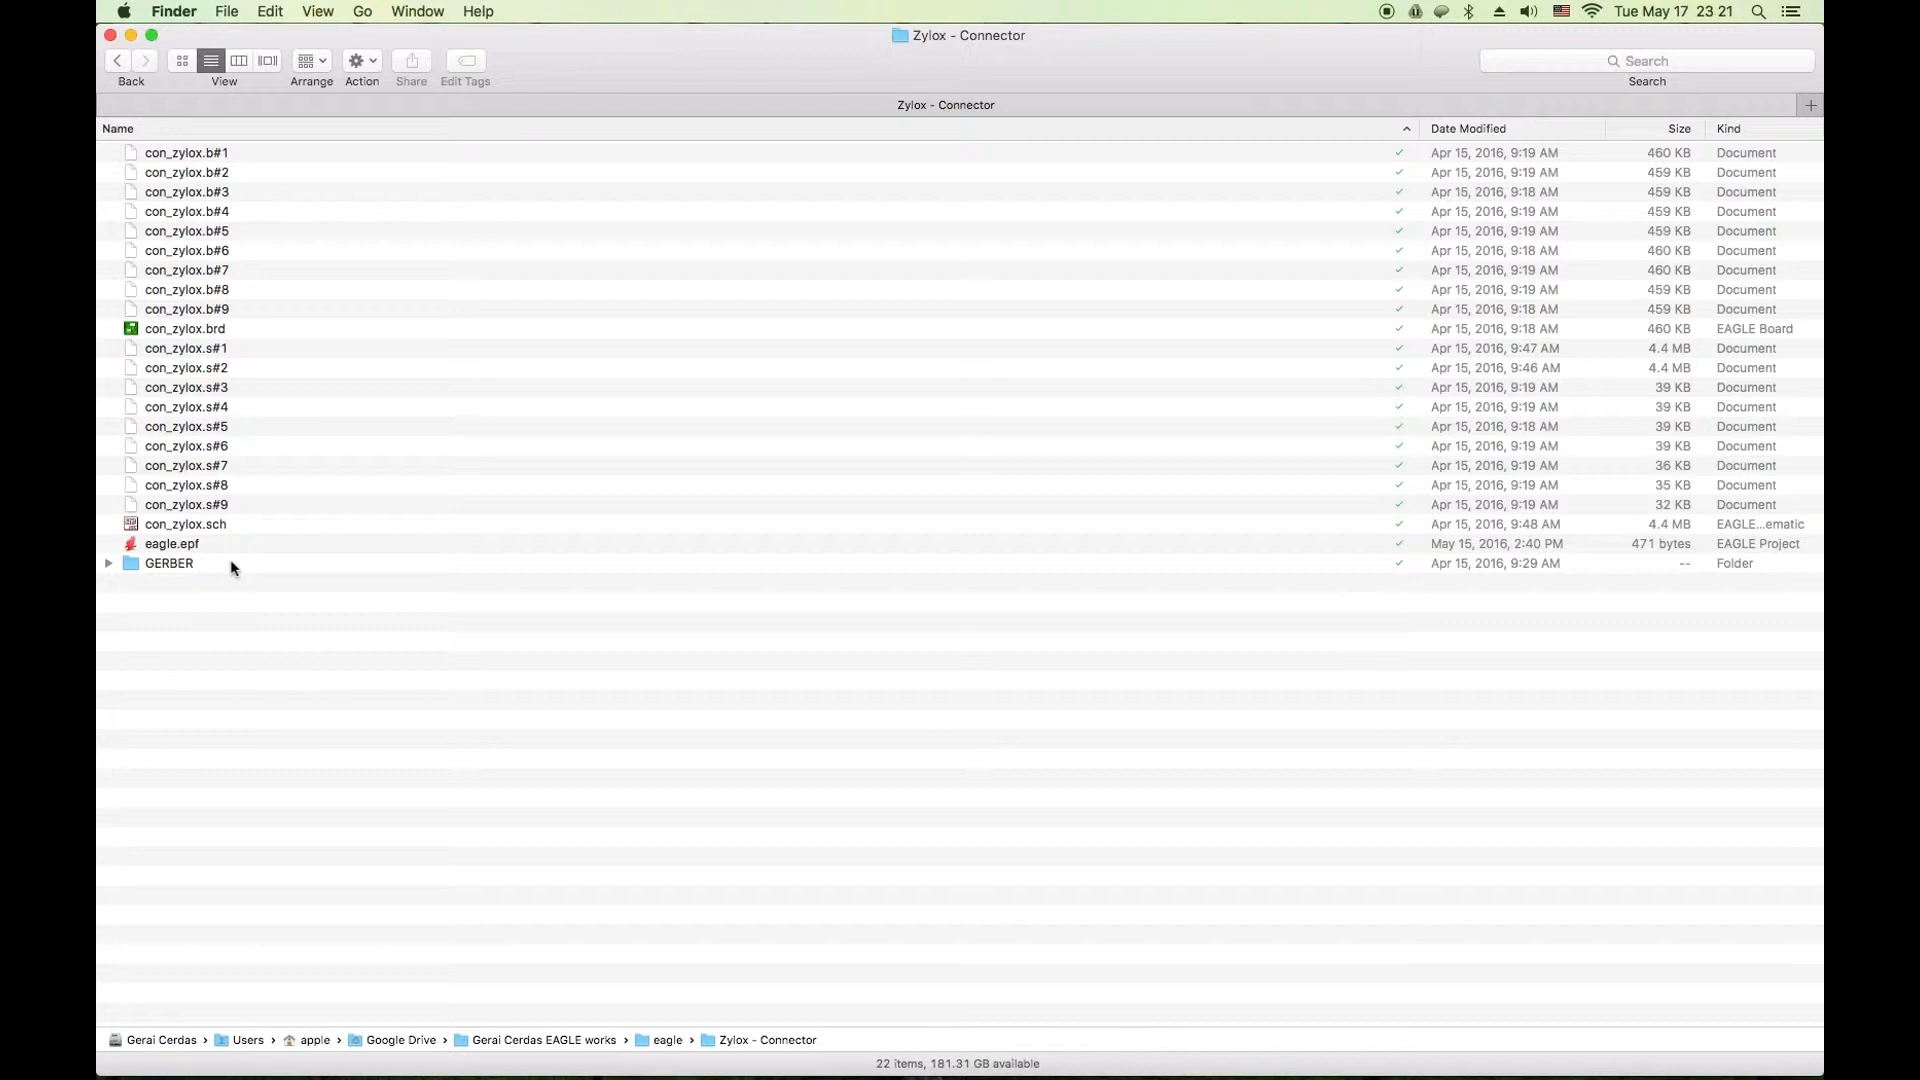 Finder File Edit View Go Window Help Tue May 17 23 21
Zylox - Connector
Search
Back View Arrange Action Share Edit Tags Search
Zylox - Connector
Name Date Modified Size Kind
con_zylox.b#1 Apr 15, 2016, 9:19 AM 460 KB Document
con_zylox.b#2 Apr 15, 2016, 9:19 AM 459 KB Document
con_zylox.b#3 Apr 15, 2016, 9:18 AM 459 KB Document
con_zylox.b#4 Apr 15, 2016, 9:19 AM 459 KB Document
con_zylox.b#5 Apr 15, 2016, 9:19 AM 459 KB Document
con_zylox.b#6 Apr 15, 2016, 9:18 AM 460 KB Document
con_zylox.b#7 Apr 15, 2016, 9:19 AM 460 KB Document
con_zylox.b#8 Apr 15, 2016, 9:19 AM 459 KB Document
con_zylox.b#9 Apr 15, 2016, 9:18 AM 459 KB Document
con_zylox.brd Apr 15, 2016, 9:18 AM 460 KB EAGLE Board
con_zylox.s#1 Apr 15, 2016, 9:47 AM 4.4 MB Document
con_zylox.s#2 Apr 15, 2016, 9:46 AM 4.4 MB Document
con_zylox.s#3 Apr 15, 2016, 9:19 AM 39 KB Document
con_zylox.s#4 Apr 15, 2016, 9:19 AM 39 KB Document
con_zylox.s#5 Apr 15, 2016, 9:18 AM 39 KB Document
con_zylox.s#6 Apr 15, 2016, 9:19 AM 39 KB Document
con_zylox.s#7 Apr 15, 2016, 9:19 AM 36 KB Document
con_zylox.s#8 Apr 15, 2016, 9:19 AM 35 KB Document
con_zylox.s#9 Apr 15, 2016, 9:19 AM 32 KB Document
con_zylox.sch Apr 15, 2016, 9:48 AM 4.4 MB EAGLE...ematic
eagle.epf May 15, 2016, 2:40 PM 471 bytes EAGLE Project
GERBER Apr 15, 2016, 9:29 AM -- Folder
Gerai Cerdas › Users › apple › Google Drive › Gerai Cerdas EAGLE works › eagle › Zylox - Connector
22 items, 181.31 GB available